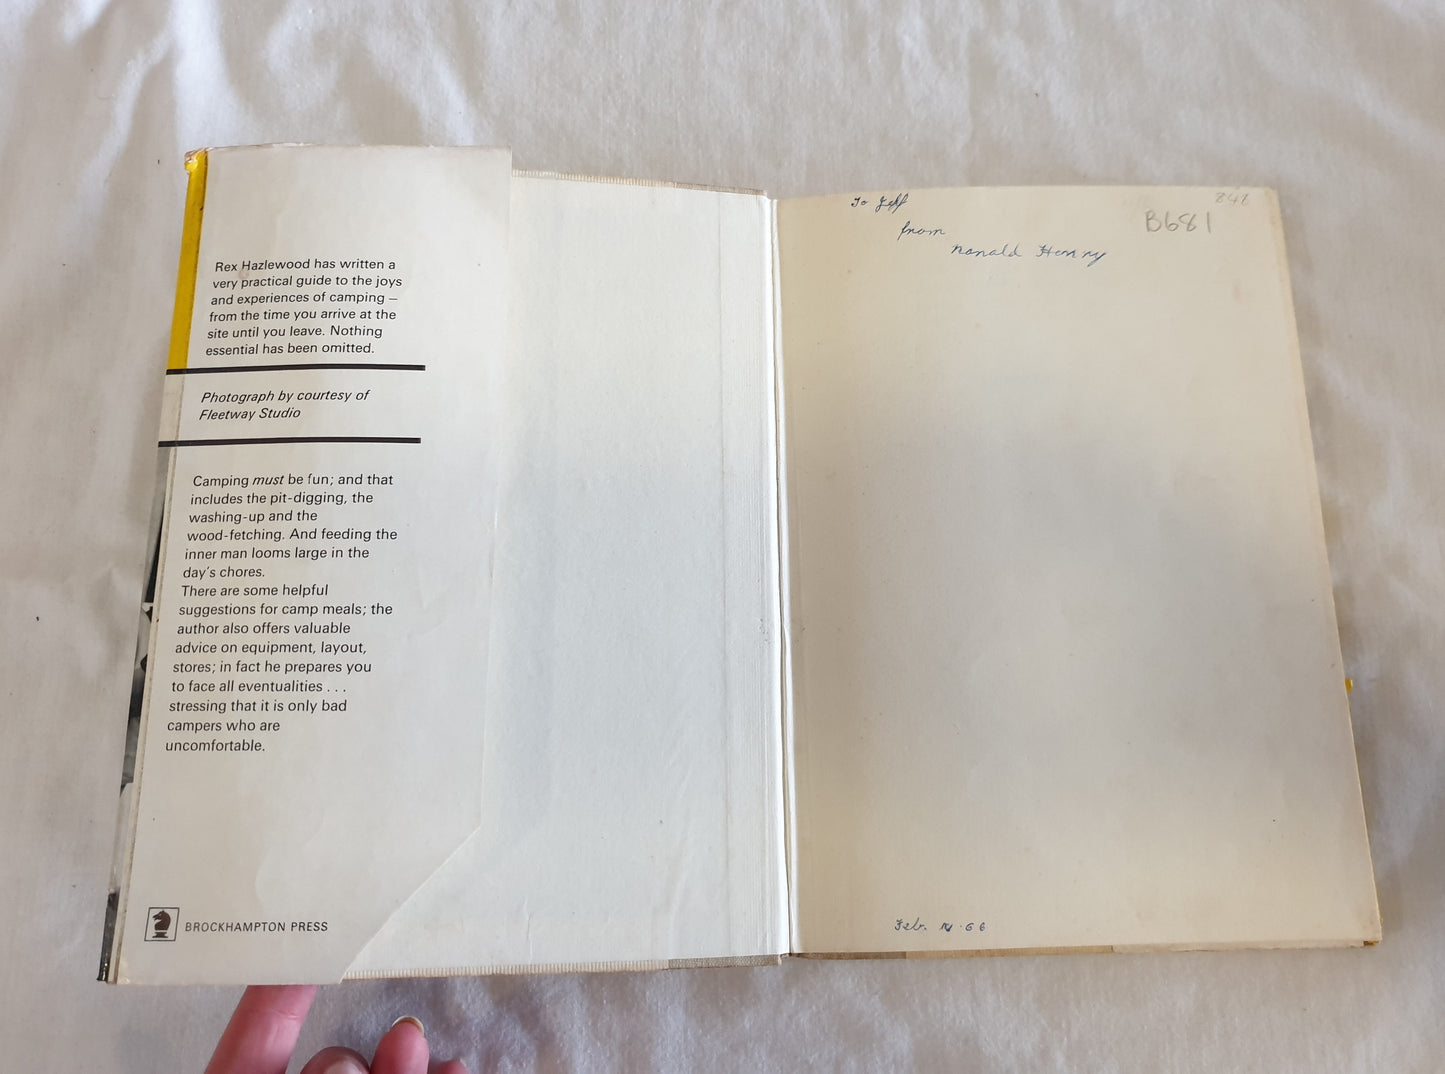 Rex Hazlewood has written a
very practical guide to the joys
and experiences of camping –
from the time you arrive at the
site until you leave. Nothing
essential has been omitted.
Photograph by courtesy of
Fleetway Studio
Camping must be fun; and that
includes the pit-digging, the
washing-up and the
wood-fetching. And feeding the
inner man looms large in the
day's chores.
There are some helpful
suggestions for camp meals; the
author also offers valuable
advice on equipment, layout,
stores; in fact he prepares you
to face all eventualities . . .
stressing that it is only bad
campers who are
uncomfortable.
BROCKHAMPTON PRESS
To Jeff
from
Ronald Henry
B681
Febr.